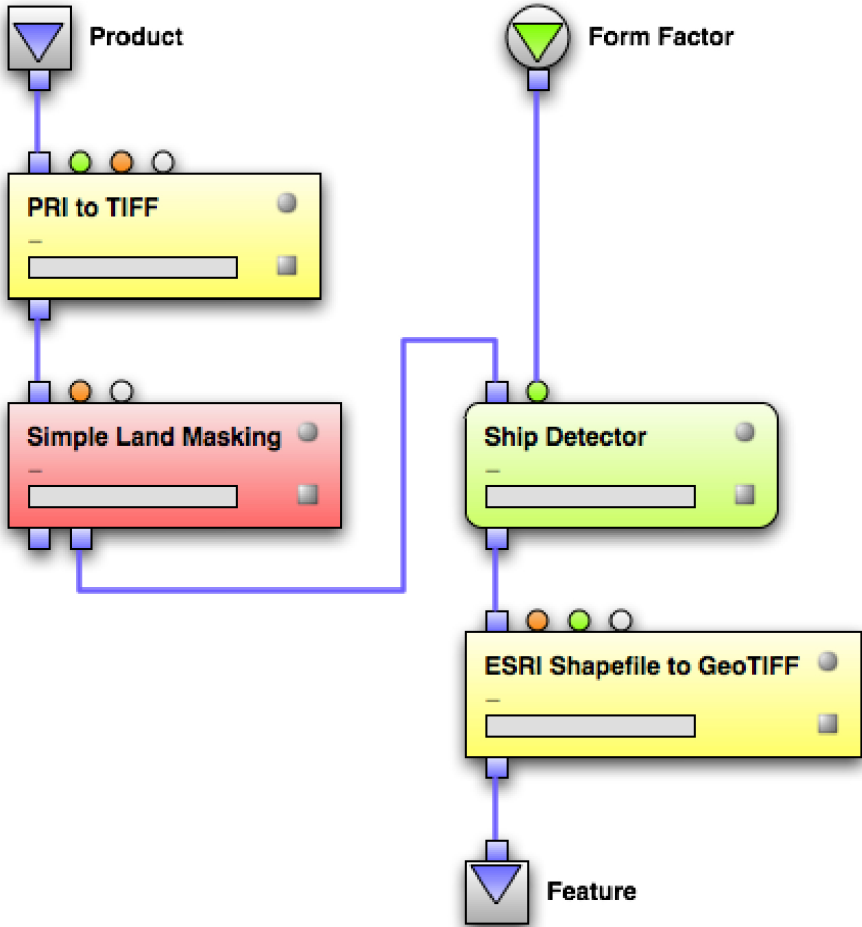 Product
Form Factor
PRI to TIFF
_
Simple Land Masking
_
Ship Detector
_
ESRI Shapefile to GeoTIFF
_
Feature